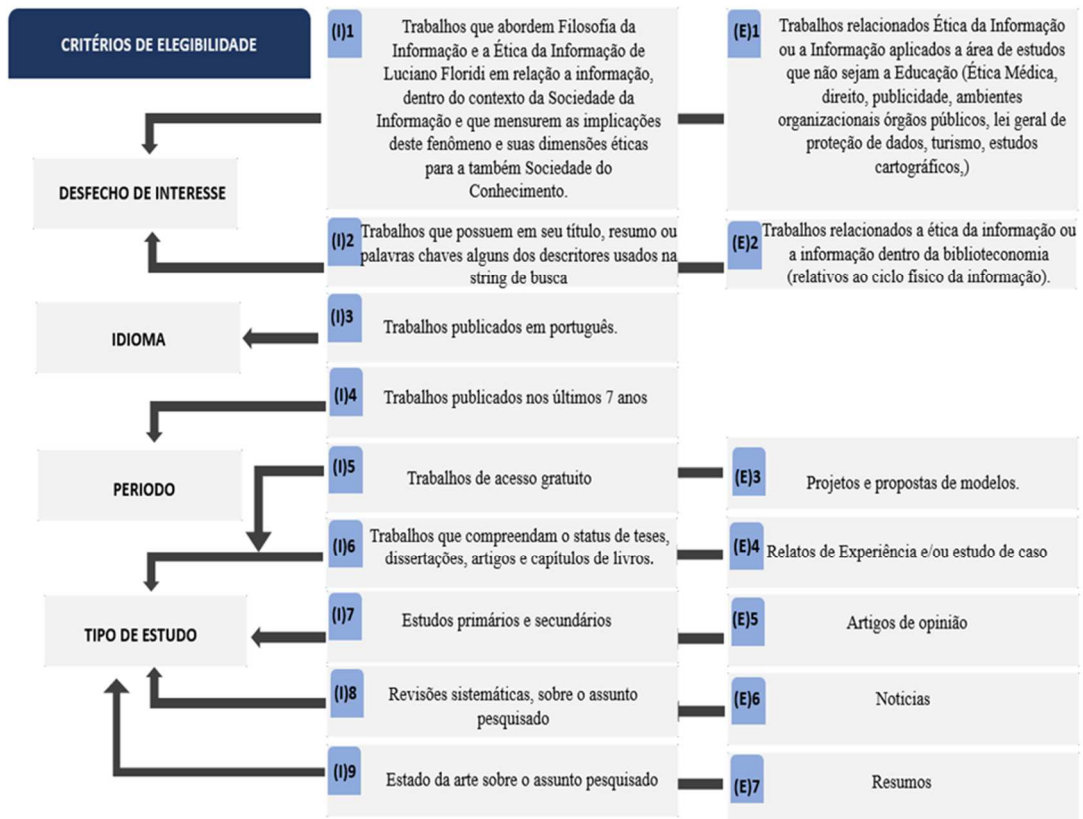 CRITÉRIOS DE ELEGIBILIDADE
(I)1
Trabalhos que abordem Filosofia da
Informação e a Ética da Informação de
Luciano Floridi em relação a informação,
dentro do contexto da Sociedade da
Informação e que mensurem as implicações
deste fenômeno e suas dimensões éticas
para a também Sociedade do
Conhecimento.
(E)1
Trabalhos relacionados Ética da Informação
ou a Informação aplicados a área de estudos
que não sejam a Educação (Ética Médica,
direito, publicidade, ambientes
organizacionais órgãos públicos, lei geral de
proteção de dados, turismo, estudos
cartográficos,)
DESFECHO DE INTERESSE
(I)2
Trabalhos que possuem em seu título, resumo ou
palavras chaves alguns dos descritores usados na
string de busca
(E)2
Trabalhos relacionados a ética da informação ou
a informação dentro da biblioteconomia
(relativos ao ciclo físico da informação).
IDIOMA
(I)3
Trabalhos publicados em português.
(I)4
Trabalhos publicados nos últimos 7 anos
PERIODO
(I)5
Trabalhos de acesso gratuito
(E)3
Projetos e propostas de modelos.
(I)6
Trabalhos que compreendam o status de teses,
dissertações, artigos e capítulos de livros.
(E)4
Relatos de Experiência e/ou estudo de caso
TIPO DE ESTUDO
(I)7
Estudos primários e secundários
(E)5
Artigos de opinião
(I)8
Revisões sistemáticas, sobre o assunto
pesquisado
(E)6
Noticias
(I)9
Estado da arte sobre o assunto pesquisado
(E)7
Resumos